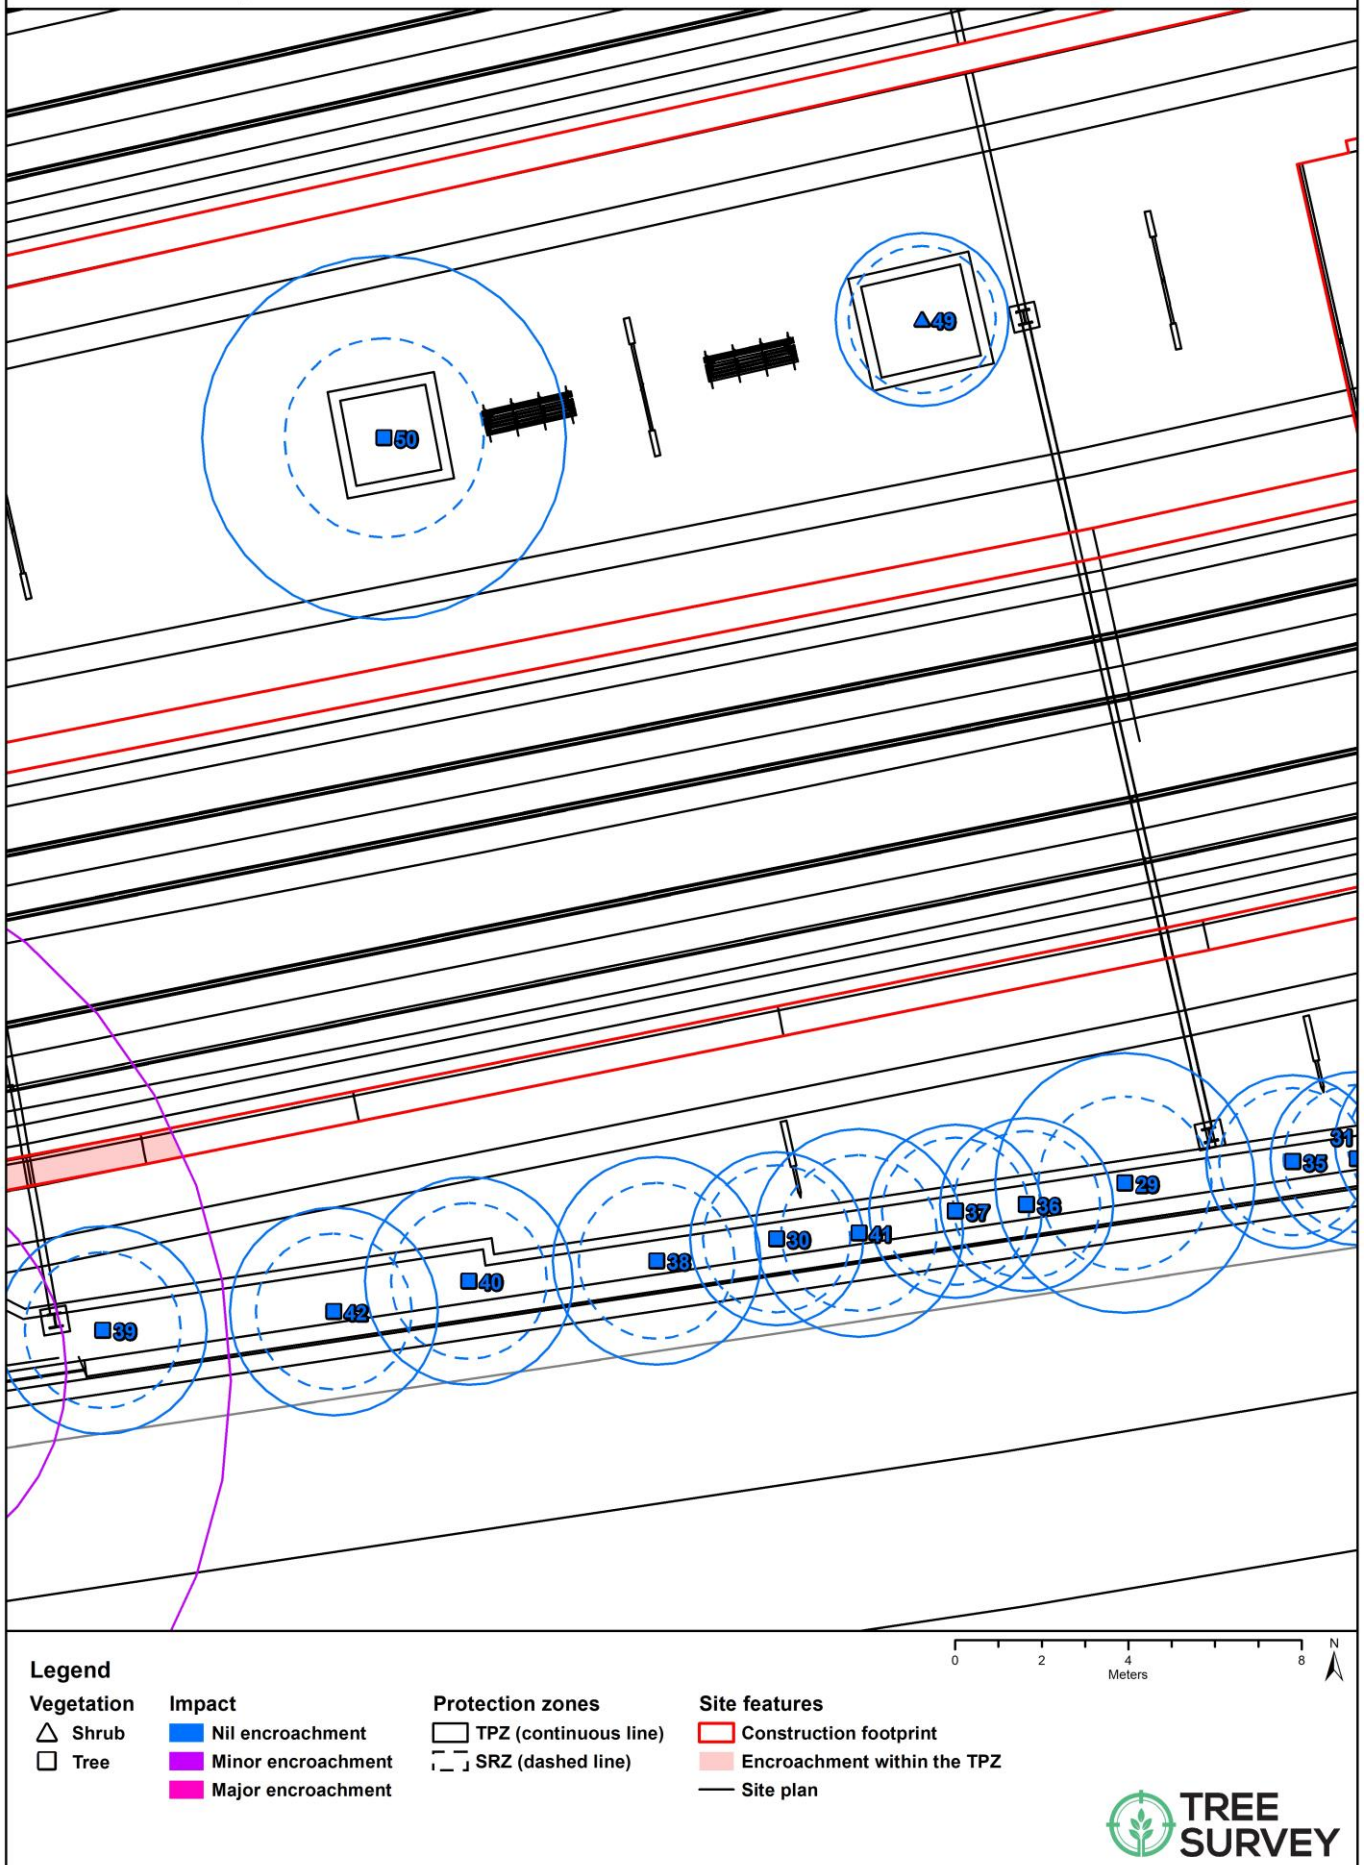 49
50
31
35
29
36
37
41
30
38
40
42
39
0 2 4 8
Meters
N
Legend
Vegetation
Shrub
Tree
Impact
Nil encroachment
Minor encroachment
Major encroachment
Protection zones
TPZ (continuous line)
SRZ (dashed line)
Site features
Construction footprint
Encroachment within the TPZ
Site plan
TREE
SURVEY